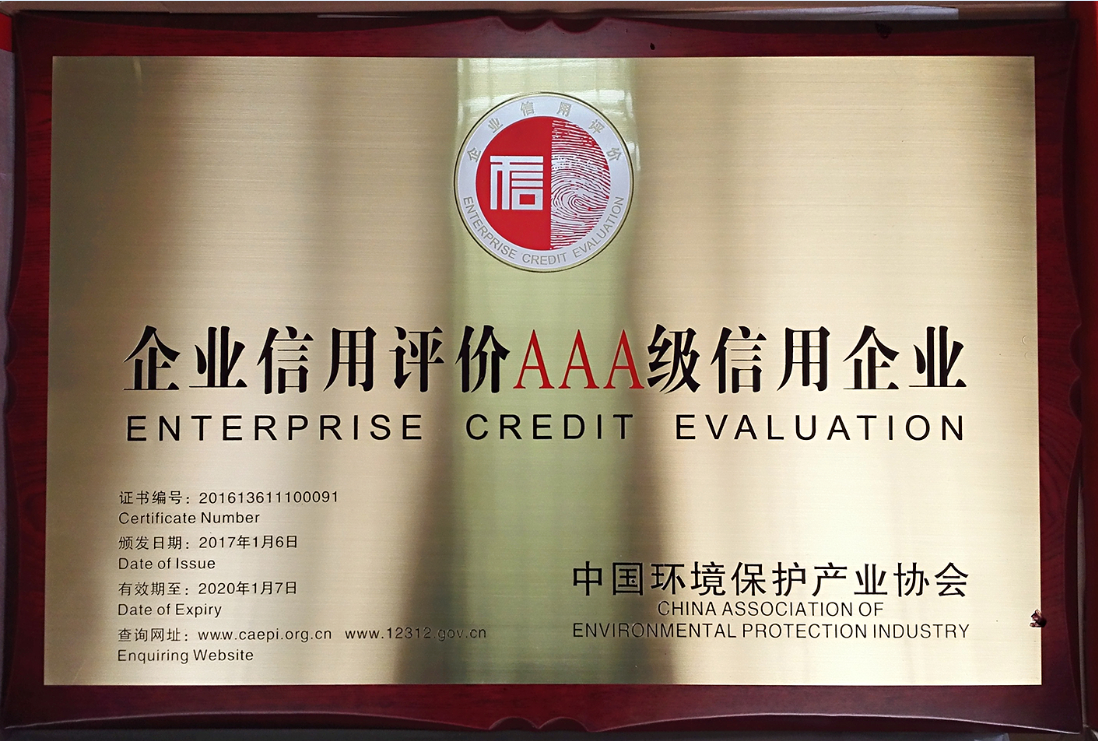 企业信用评价
信
ENTERPRISE CREDIT EVALUATION
企业信用评价AAA级信用企业
ENTERPRISE CREDIT EVALUATION
证书编号：201613611100091
Certificate Number
颁发日期：2017年1月6日
Date of Issue
有效期至：2020年1月7日
Date of Expiry
查询网址：www.caepi.org.cn www.12312.gov.cn
Enquiring Website
中国环境保护产业协会
CHINA ASSOCIATION OF
ENVIRONMENTAL PROTECTION INDUSTRY